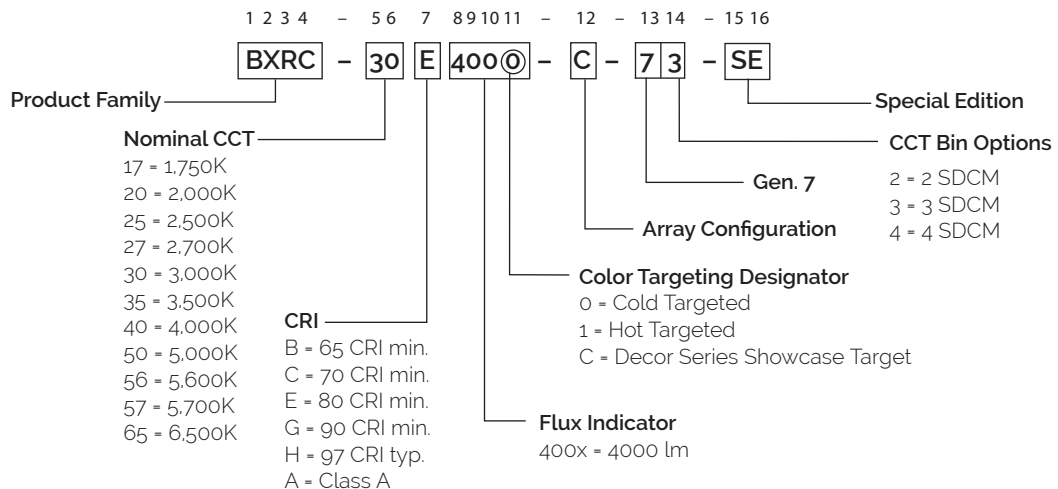 1 2 3 4 – 5 6 7 8 9 10 11 – 12 – 13 14 – 15 16
BXRC – 30 E 400 0 – C – 7 3 – SE
Product Family
Special Edition
Nominal CCT
17 = 1,750K
20 = 2,000K
25 = 2,500K
27 = 2,700K
30 = 3,000K
35 = 3,500K
40 = 4,000K
50 = 5,000K
56 = 5,600K
57 = 5,700K
65 = 6,500K
CCT Bin Options
2 = 2 SDCM
3 = 3 SDCM
4 = 4 SDCM
Gen. 7
Array Configuration
Color Targeting Designator
0 = Cold Targeted
1 = Hot Targeted
C = Decor Series Showcase Target
CRI
B = 65 CRI min.
C = 70 CRI min.
E = 80 CRI min.
G = 90 CRI min.
H = 97 CRI typ.
A = Class A
Flux Indicator
400x = 4000 lm